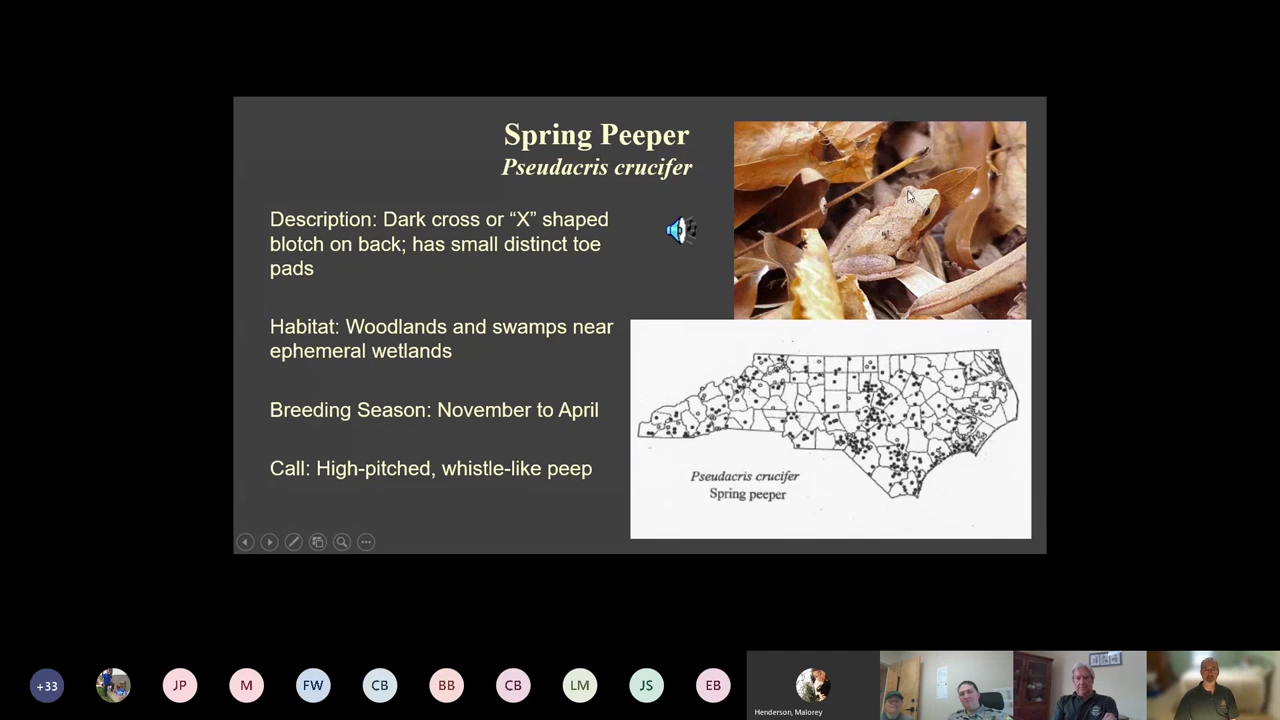 Spring Peeper
Pseudacris crucifer
Description: Dark cross or “X” shaped
blotch on back; has small distinct toe
pads
Habitat: Woodlands and swamps near
ephemeral wetlands
Breeding Season: November to April
Call: High-pitched, whistle-like peep
Pseudacris crucifer
Spring peeper
+33
JP
M
FW
CB
BB
CB
LM
JS
EB
Henderson, Malorey